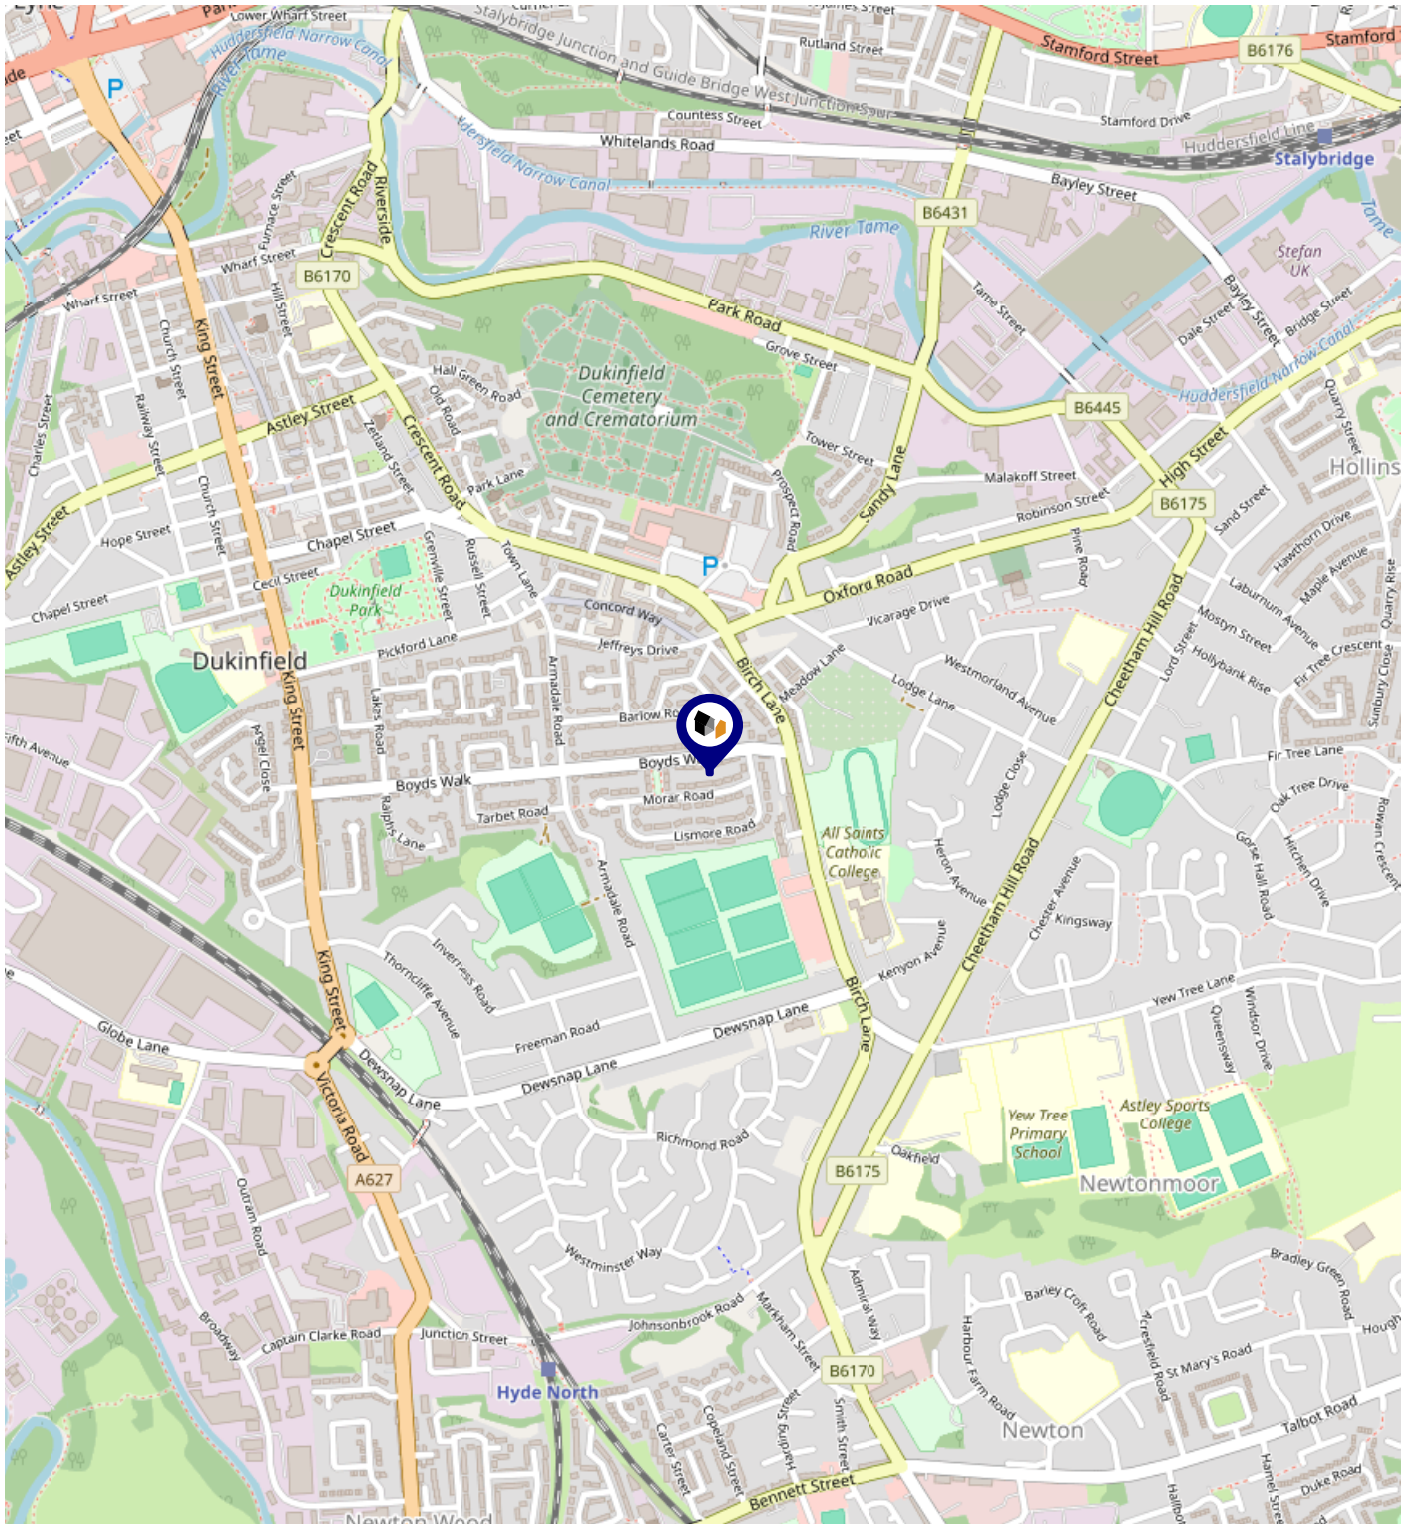 Lower Wharf Street
Rutland Street
Stamford Street
B6176
Stamford
Huddersfield Narrow Canal
River Tame
Stalybridge Junction and Guide Bridge West Junction Spur
P
Countess Street
Stamford Drive
Whitelands Road
Huddersfield Line
Stalybridge
Huddersfield Narrow Canal
Bayley Street
Furnace Street
Crescent Road
Riverside
B6431
River Tame
Tame
Stefan
UK
Wharf Street
B6170
Wharf Street
Hill Street
Park Road
Tame Street
Bayley Street
Dale Street
Bridge Street
Church Street
King Street
Grove Street
Huddersfield Narrow Canal
Hall Green Road
Old Road
Dukinfield
Cemetery
and Crematorium
Charles Street
Railway Street
Astley Street
B6445
Quarry Street
Zetland Street
Crescent Road
Tower Street
Sandy Lane
High Street
Hollins
Park Lane
Prospect Road
Malakoff Street
Robinson Street
B6175
Church Street
Astley Street
Hope Street
Chapel Street
Sand Street
Hawthorn Drive
Maple Avenue
Grenville Street
Russell Street
Town Lane
P
Pine Road
Cecil Street
Chapel Street
Dukinfield
Park
Oxford Road
Concord Way
Vicarage Drive
Laburnum Avenue
Quarry Rise
Mostyn Street
Pickford Lane
Jeffreys Drive
Lord Street
Hollybank Rise
Fir Tree Crescent
Dukinfield
Birch Lane
Meadow Lane
Westmorland Avenue
Lodge Lane
Cheetham Hill Road
Sunbury Close
King Street
Lakes Road
Armadale Road
Barlow Ro
Fifth Avenue
Angel Close
Boyds W
Boyds Walk
Fir Tree Lane
Lodge Close
Oak Tree Drive
Morar Road
Tarbet Road
Ralphs Lane
Lismore Road
All Saints
Catholic
College
Rowan Crescent
Hitchen Drive
Gorse Hall Road
Heron Avenue
Cheetham Hill Road
Chester Avenue
Kingsway
Armadale Road
Inverness Road
Thorncliffe Avenue
Kenyon Avenue
King Street
Birch Lane
Yew Tree Lane
Windsor Drive
Queensway
Globe Lane
Freeman Road
Dewsnap Lane
Dewsnap Lane
Dewsnap Lane
Victoria Road
Yew Tree
Primary
School
Astley Sports
College
Richmond Road
Oakfield
A627
B6175
Newtonmoor
Outram Road
Westminster Way
Bradley Green Road
Admiral Way
Barley Croft Road
Acresfield Road
Broadway
Captain Clarke Road
Junction Street
Johnsonbrook Road
Markham Street
Harbour Farm Road
Hough
St Mary's Road
B6170
Hyde North
Talbot Road
Copeland Street
Carter Street
Harding Street
Smith Street
Newton
Bennett Street
Hamel Street
Duke Road
Newton Wood